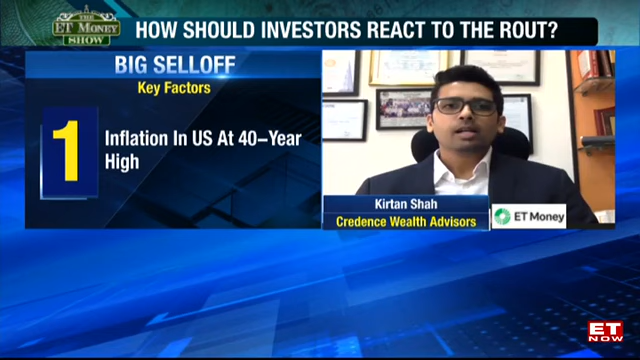 THE
ET MONEY
SHOW
HOW SHOULD INVESTORS REACT TO THE ROUT?
BIG SELLOFF
Key Factors
1
Inflation In US At 40-Year
High
Kirtan Shah
Credence Wealth Advisors
ET Money
ET
NOW